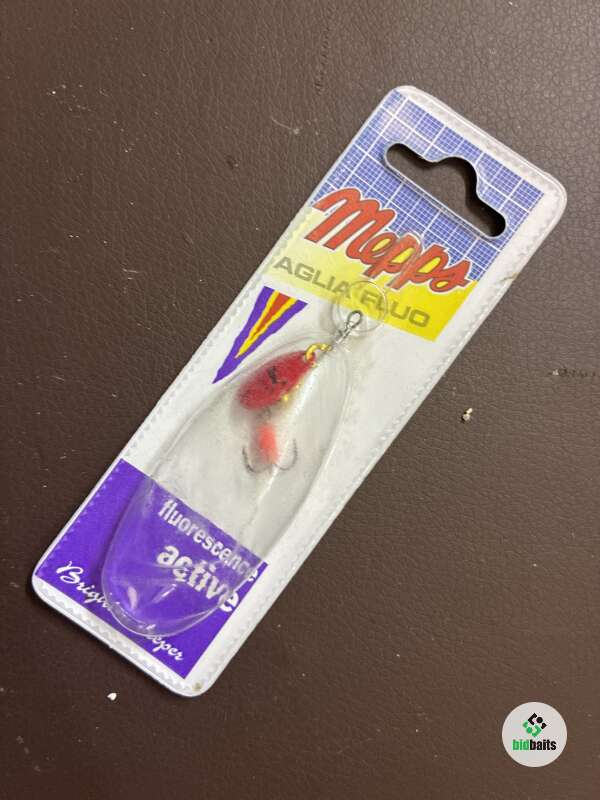 Mepps
AGLIA FLUO
fluorescence
active
bidbaits